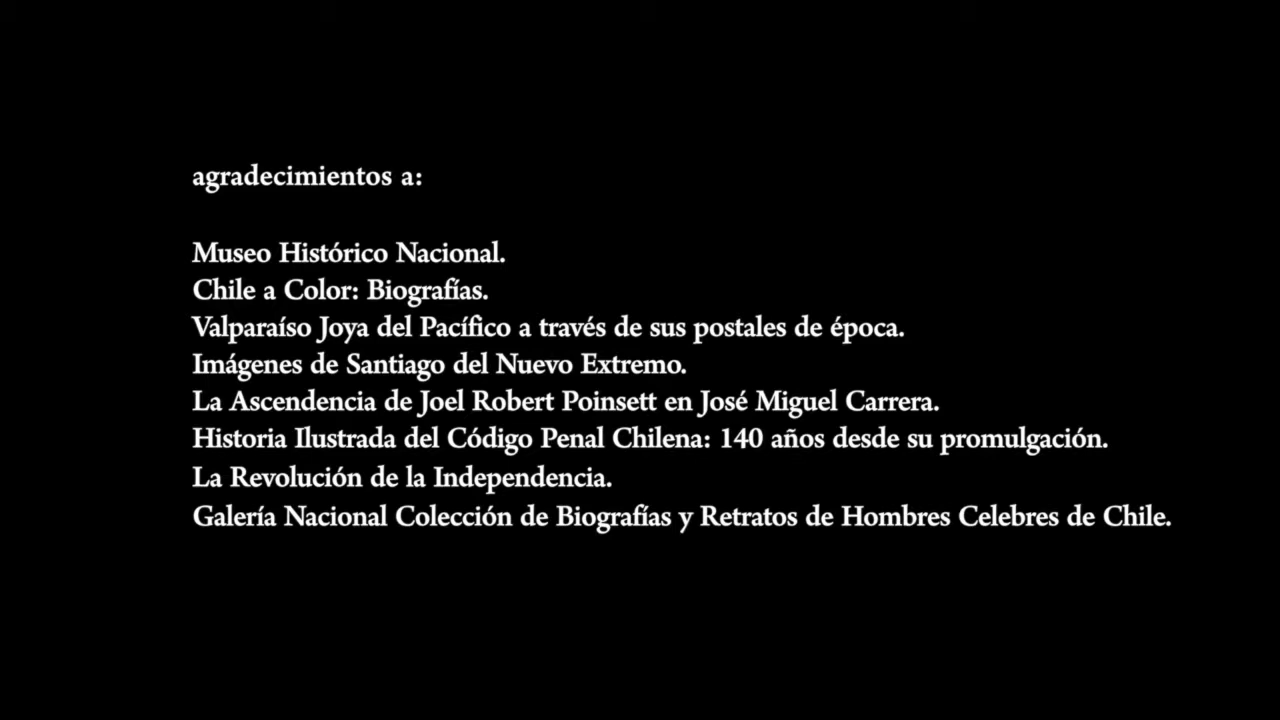 agradecimientos a:
Museo Histórico Nacional.
Chile a Color: Biografías.
Valparaíso Joya del Pacífico a través de sus postales de época.
Imágenes de Santiago del Nuevo Extremo.
La Ascendencia de Joel Robert Poinsett en José Miguel Carrera.
Historia Ilustrada del Código Penal Chilena: 140 años desde su promulgación.
La Revolución de la Independencia.
Galería Nacional Colección de Biografías y Retratos de Hombres Celebres de Chile.